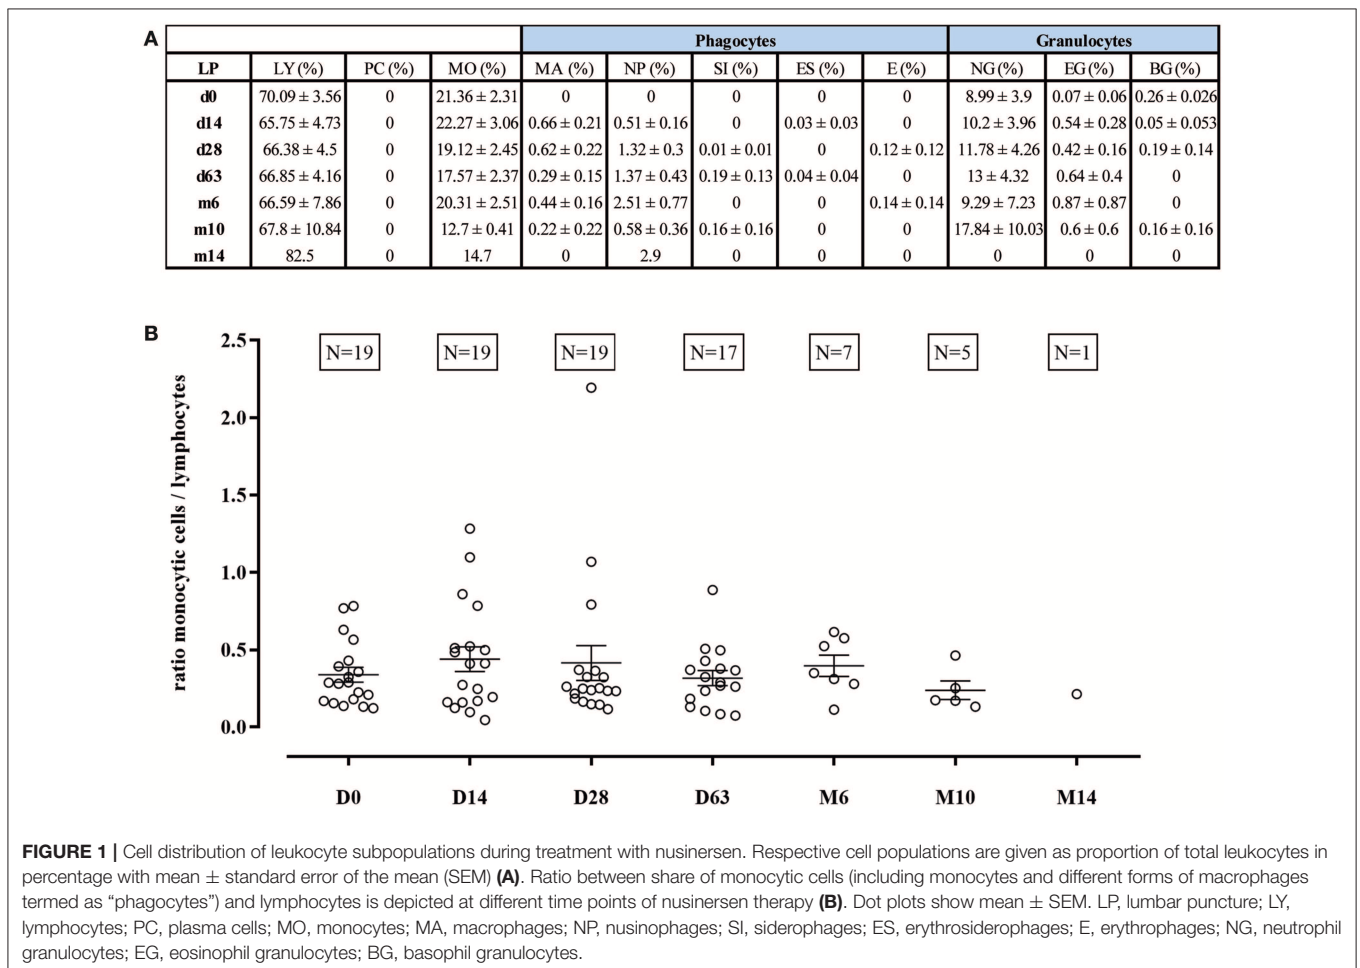 A
Phagocytes Granulocytes
LP LY (%) PC (%) MO (%) MA (%) NP (%) SI (%) ES (%) E (%) NG (%) EG (%) BG (%)
d0 70.09 ± 3.56 0 21.36 ± 2.31 0 0 0 0 0 8.99 ± 3.9 0.07 ± 0.06 0.26 ± 0.026
d14 65.75 ± 4.73 0 22.27 ± 3.06 0.66 ± 0.21 0.51 ± 0.16 0 0.03 ± 0.03 0 10.2 ± 3.96 0.54 ± 0.28 0.05 ± 0.053
d28 66.38 ± 4.5 0 19.12 ± 2.45 0.62 ± 0.22 1.32 ± 0.3 0.01 ± 0.01 0 0.12 ± 0.12 11.78 ± 4.26 0.42 ± 0.16 0.19 ± 0.14
d63 66.85 ± 4.16 0 17.57 ± 2.37 0.29 ± 0.15 1.37 ± 0.43 0.19 ± 0.13 0.04 ± 0.04 0 13 ± 4.32 0.64 ± 0.4 0
m6 66.59 ± 7.86 0 20.31 ± 2.51 0.44 ± 0.16 2.51 ± 0.77 0 0 0.14 ± 0.14 9.29 ± 7.23 0.87 ± 0.87 0
m10 67.8 ± 10.84 0 12.7 ± 0.41 0.22 ± 0.22 0.58 ± 0.36 0.16 ± 0.16 0 0 17.84 ± 10.03 0.6 ± 0.6 0.16 ± 0.16
m14 82.5 0 14.7 0 2.9 0 0 0 0 0 0
B
N=19 N=19 N=19 N=17 N=7 N=5 N=1
ratio monocytic cells / lymphocytes
2.5
2.0
1.5
1.0
0.5
0.0
D0 D14 D28 D63 M6 M10 M14
FIGURE 1 | Cell distribution of leukocyte subpopulations during treatment with nusinersen. Respective cell populations are given as proportion of total leukocytes in
percentage with mean ± standard error of the mean (SEM) (A). Ratio between share of monocytic cells (including monocytes and different forms of macrophages
termed as “phagocytes”) and lymphocytes is depicted at different time points of nusinersen therapy (B). Dot plots show mean ± SEM. LP, lumbar puncture; LY,
lymphocytes; PC, plasma cells; MO, monocytes; MA, macrophages; NP, nusinophages; SI, siderophages; ES, erythrosiderophages; E, erythrophages; NG, neutrophil
granulocytes; EG, eosinophil granulocytes; BG, basophil granulocytes.